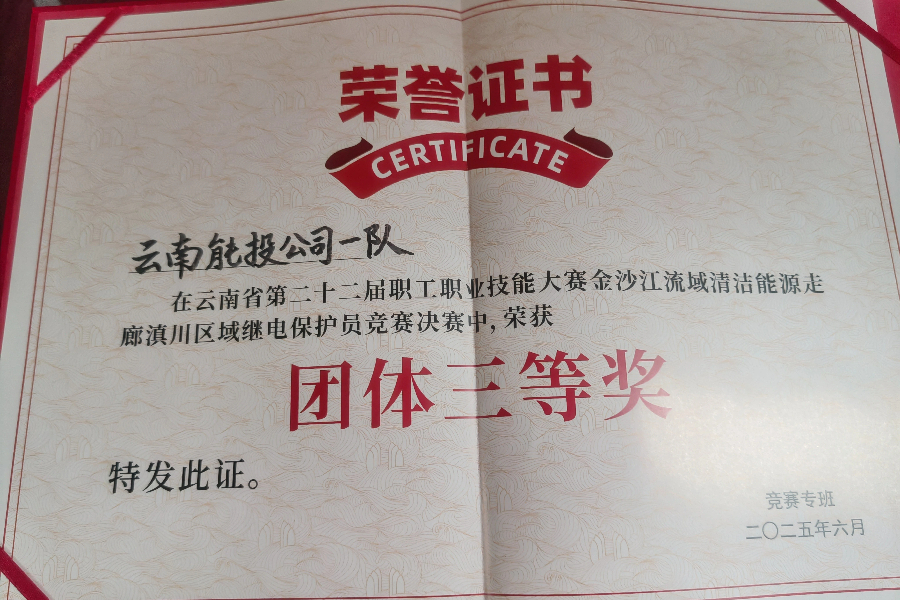 荣誉证书
CERTIFICATE
云南能投公司一队
在云南省第二十二届职工职业技能大赛金沙江流域清洁能源走
廊滇川区域继电保护员竞赛决赛中，荣获
团体三等奖
特发此证。
竞赛专班
二〇二五年六月